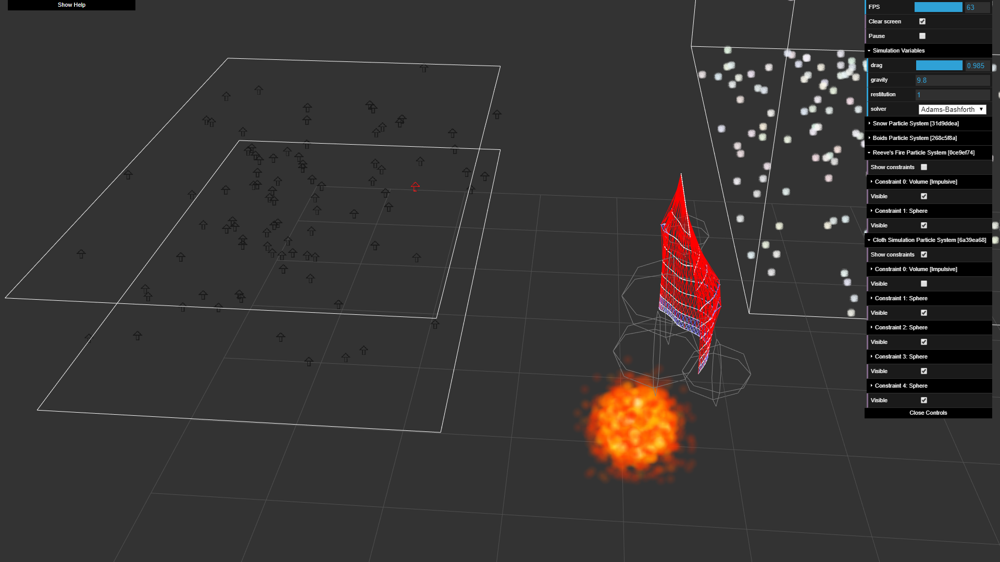 Show Help
FPS 63
Clear screen
Pause
Simulation Variables
drag 0.985
gravity 9.8
restitution 1
solver Adams-Bashforth
Snow Particle System [31d9ddea]
Boids Particle System [268c5f8a]
Reeve's Fire Particle System [0ce9ef74]
Show constraints
Constraint 0: Volume [Impulsive]
Visible
Constraint 1: Sphere
Visible
Cloth Simulation Particle System [6a39ea68]
Show constraints
Constraint 0: Volume [Impulsive]
Visible
Constraint 1: Sphere
Visible
Constraint 2: Sphere
Visible
Constraint 3: Sphere
Visible
Constraint 4: Sphere
Visible
Close Controls